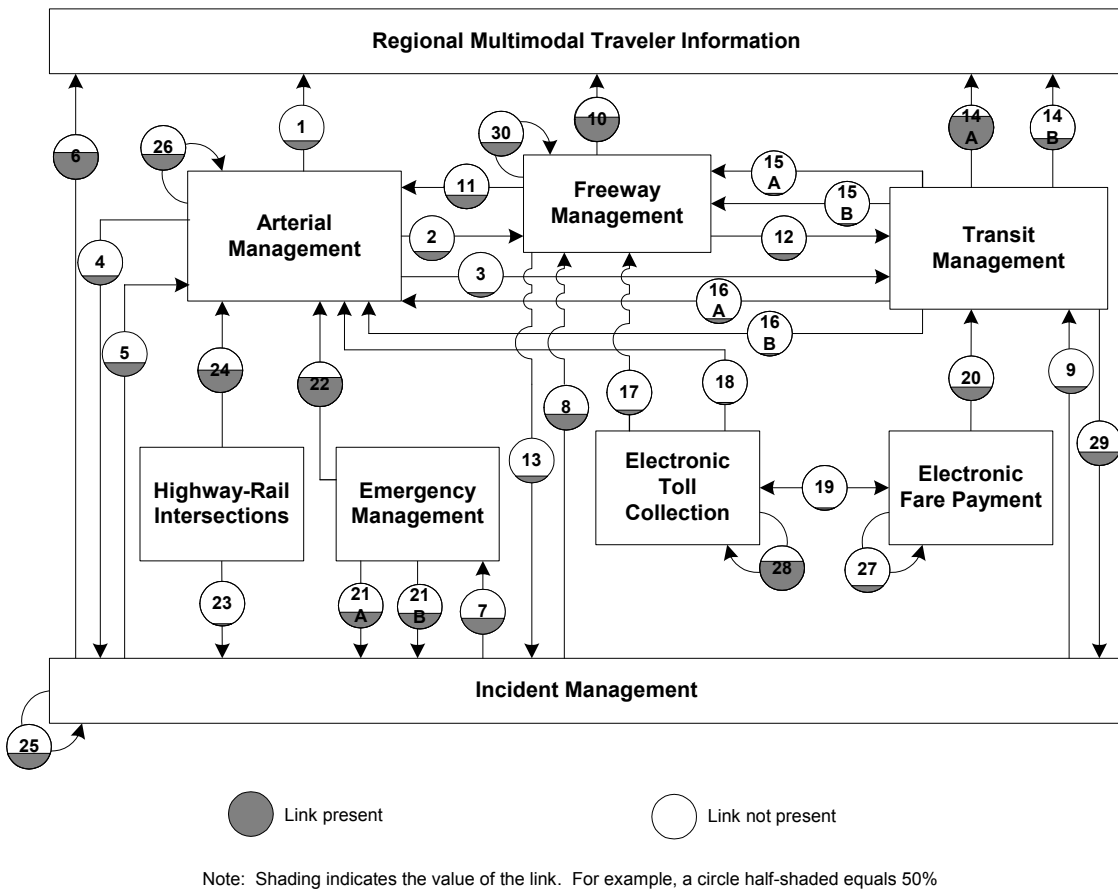 Regional Multimodal Traveler Information
6
26
1
30
10
14
A
14
B
15
A
15
B
11
Freeway
Management
Arterial
Management
2
12
Transit
Management
4
3
16
A
16
B
5
24
22
8
17
18
20
9
13
29
Highway-Rail
Intersections
Emergency
Management
Electronic
Toll
Collection
19
Electronic
Fare Payment
28
27
23
21
A
21
B
7
Incident Management
25
Link present
Link not present
Note: Shading indicates the value of the link. For example, a circle half-shaded equals 50%